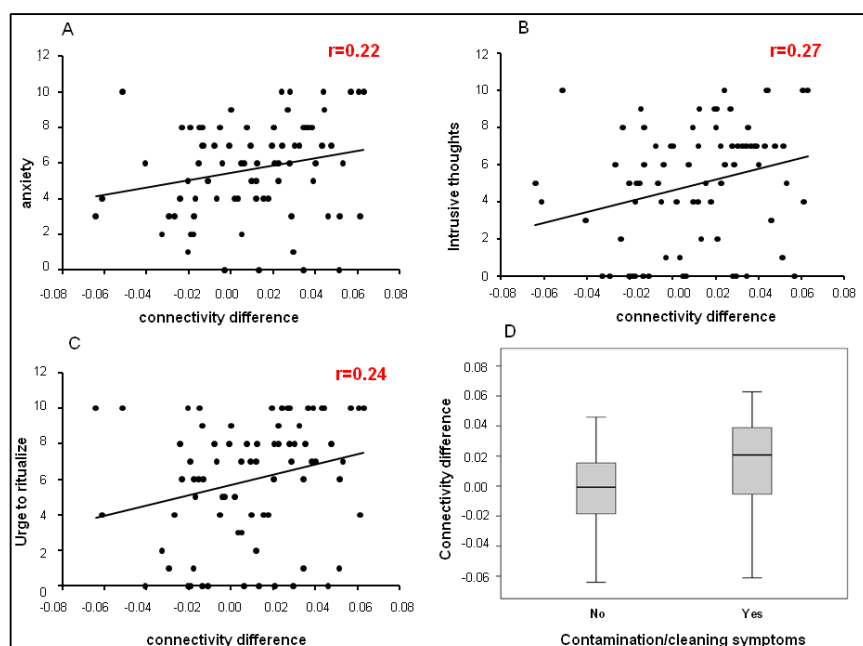 A
r=0.22
12
10
8
6
4
2
0
anxiety
-0.08 -0.06 -0.04 -0.02 0.00 0.02 0.04 0.06 0.08
connectivity difference
B
r=0.27
12
10
8
6
4
2
0
Intrusive thoughts
-0.08 -0.06 -0.04 -0.02 0.00 0.02 0.04 0.06 0.08
connectivity difference
C
r=0.24
12
10
8
6
4
2
0
Urge to ritualize
-0.08 -0.06 -0.04 -0.02 0.00 0.02 0.04 0.06 0.08
connectivity difference
D
0.08
0.06
0.04
0.02
0.00
-0.02
-0.04
-0.06
Connectivity difference
No Yes
Contamination/cleaning symptoms